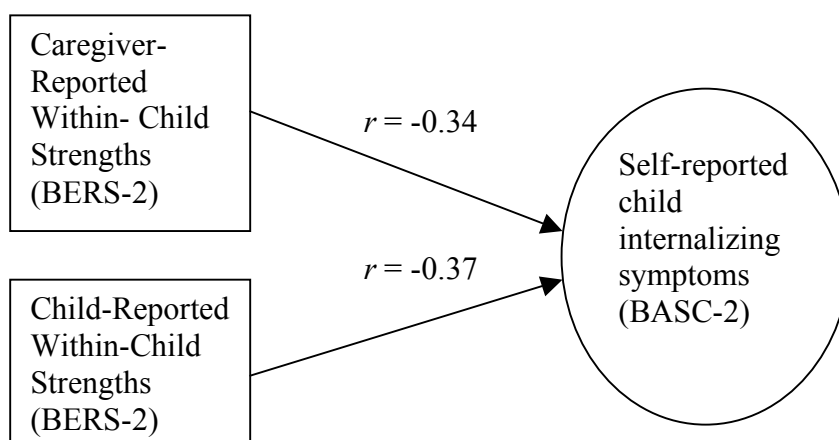 Caregiver-
Reported
Within- Child
Strengths
(BERS-2)
r = -0.34
Self-reported
child
internalizing
symptoms
(BASC-2)
r = -0.37
Child-Reported
Within-Child
Strengths
(BERS-2)